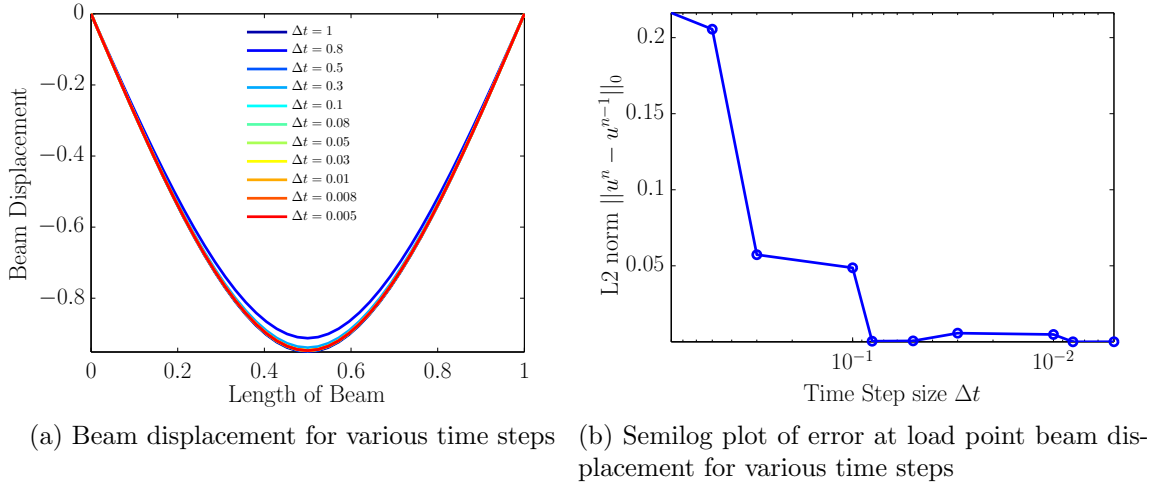 0
−0.2
−0.4
−0.6
−0.8
Beam Displacement
Δt = 1
Δt = 0.8
Δt = 0.5
Δt = 0.3
Δt = 0.1
Δt = 0.08
Δt = 0.05
Δt = 0.03
Δt = 0.01
Δt = 0.008
Δt = 0.005
0 0.2 0.4 0.6 0.8 1
Length of Beam
(a) Beam displacement for various time steps
0.2
0.15
0.1
0.05
L2 norm ||u^{n} − u^{n−1}||_0
10^{−1} 10^{−2}
Time Step size Δt
(b) Semilog plot of error at load point beam dis-
placement for various time steps